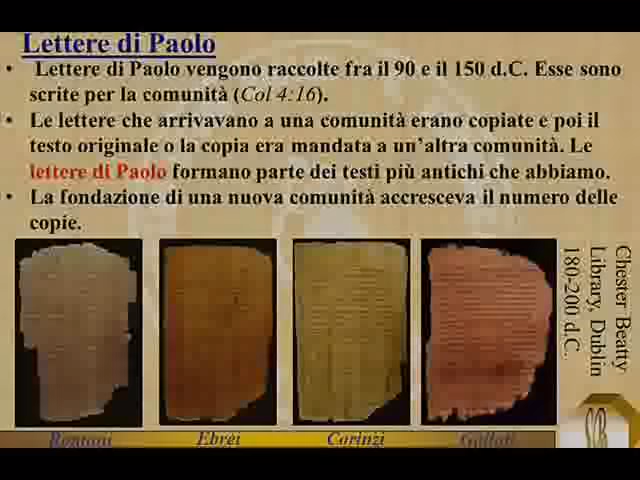 Lettere di Paolo
• Lettere di Paolo vengono raccolte fra il 90 e il 150 d.C. Esse sono
scrite per la comunità (Col 4:16).
• Le lettere che arrivavano a una comunità erano copiate e poi il
testo originale o la copia era mandata a un'altra comunità. Le
lettere di Paolo formano parte dei testi più antichi che abbiamo.
• La fondazione di una nuova comunità accresceva il numero delle
copie.
Chester Beatty
Library, Dublin
180-200 d.C.
Romani Ebrei Corinzi Gallati